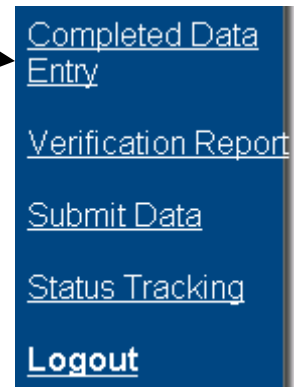 Completed Data
Entry
Verification Report
Submit Data
Status Tracking
Logout